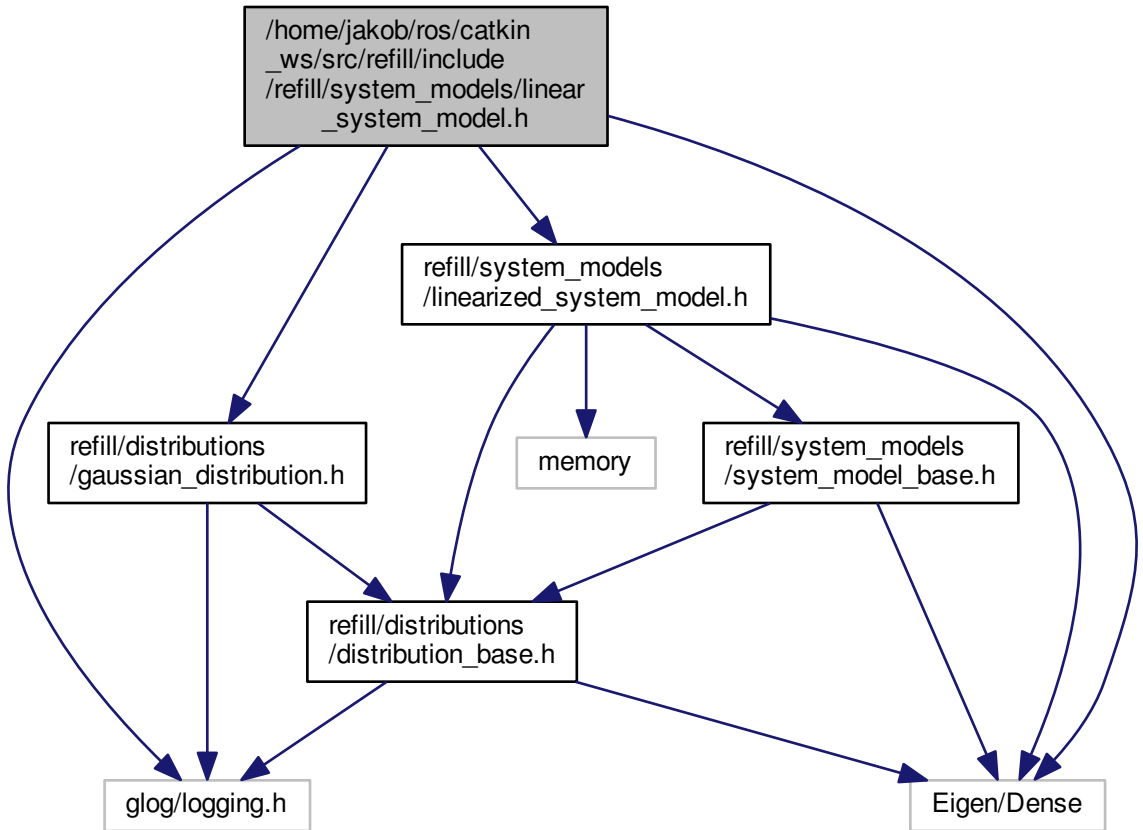 /home/jakob/ros/catkin
_ws/src/refill/include
/refill/system_models/linear
_system_model.h
refill/system_models
/linearized_system_model.h
refill/distributions
/gaussian_distribution.h
memory
refill/system_models
/system_model_base.h
refill/distributions
/distribution_base.h
glog/logging.h
Eigen/Dense